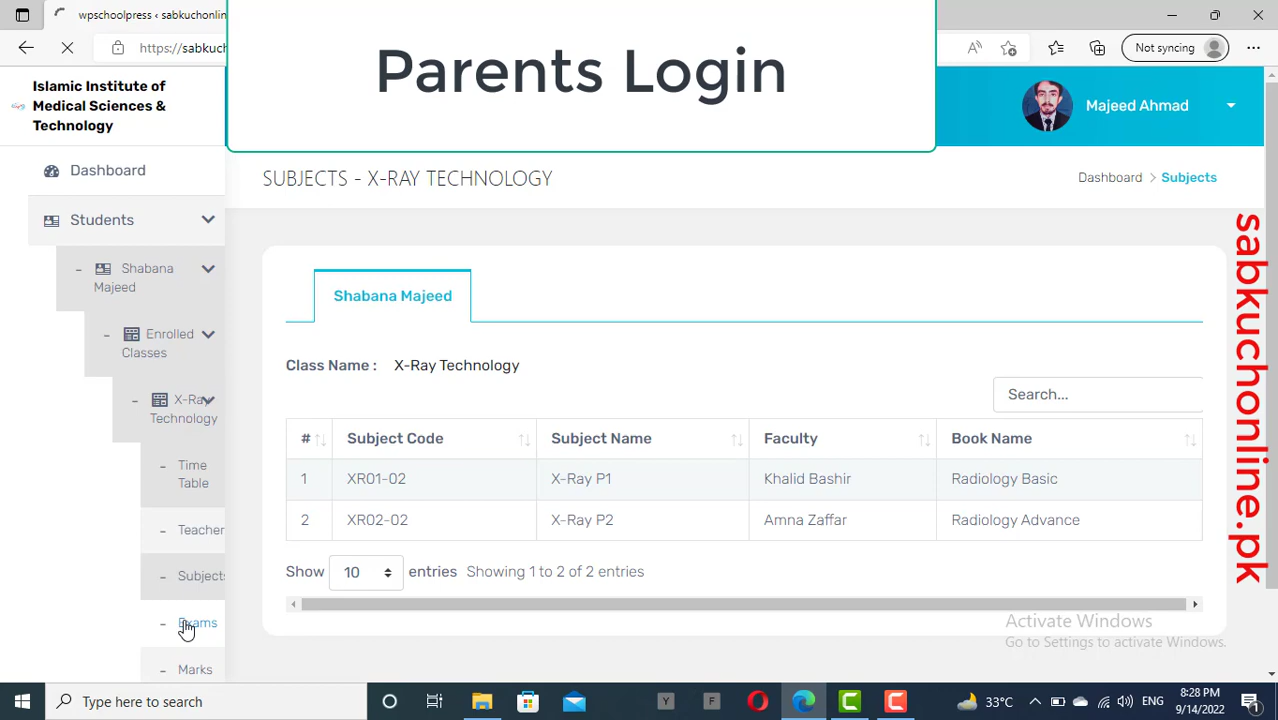 wpschoolpress ‹ sabkuchonline
https://sabkuch
Not syncing
Parents Login
Islamic Institute of
Medical Sciences &
Technology
Majeed Ahmad
Dashboard
SUBJECTS - X-RAY TECHNOLOGY
Dashboard > Subjects
Students
- Shabana
Majeed
- Enrolled
Classes
- X-Ray
Technology
- Time
Table
- Teacher
- Subjects
- Exams
- Marks
Shabana Majeed
Class Name : X-Ray Technology
Search...
# Subject Code Subject Name Faculty Book Name
1 XR01-02 X-Ray P1 Khalid Bashir Radiology Basic
2 XR02-02 X-Ray P2 Amna Zaffar Radiology Advance
Show 10 entries Showing 1 to 2 of 2 entries
Activate Windows
Go to Settings to activate Windows.
sabkuchonline.pk
Type here to search
Y
F
33°C
ENG
8:28 PM
9/14/2022
1